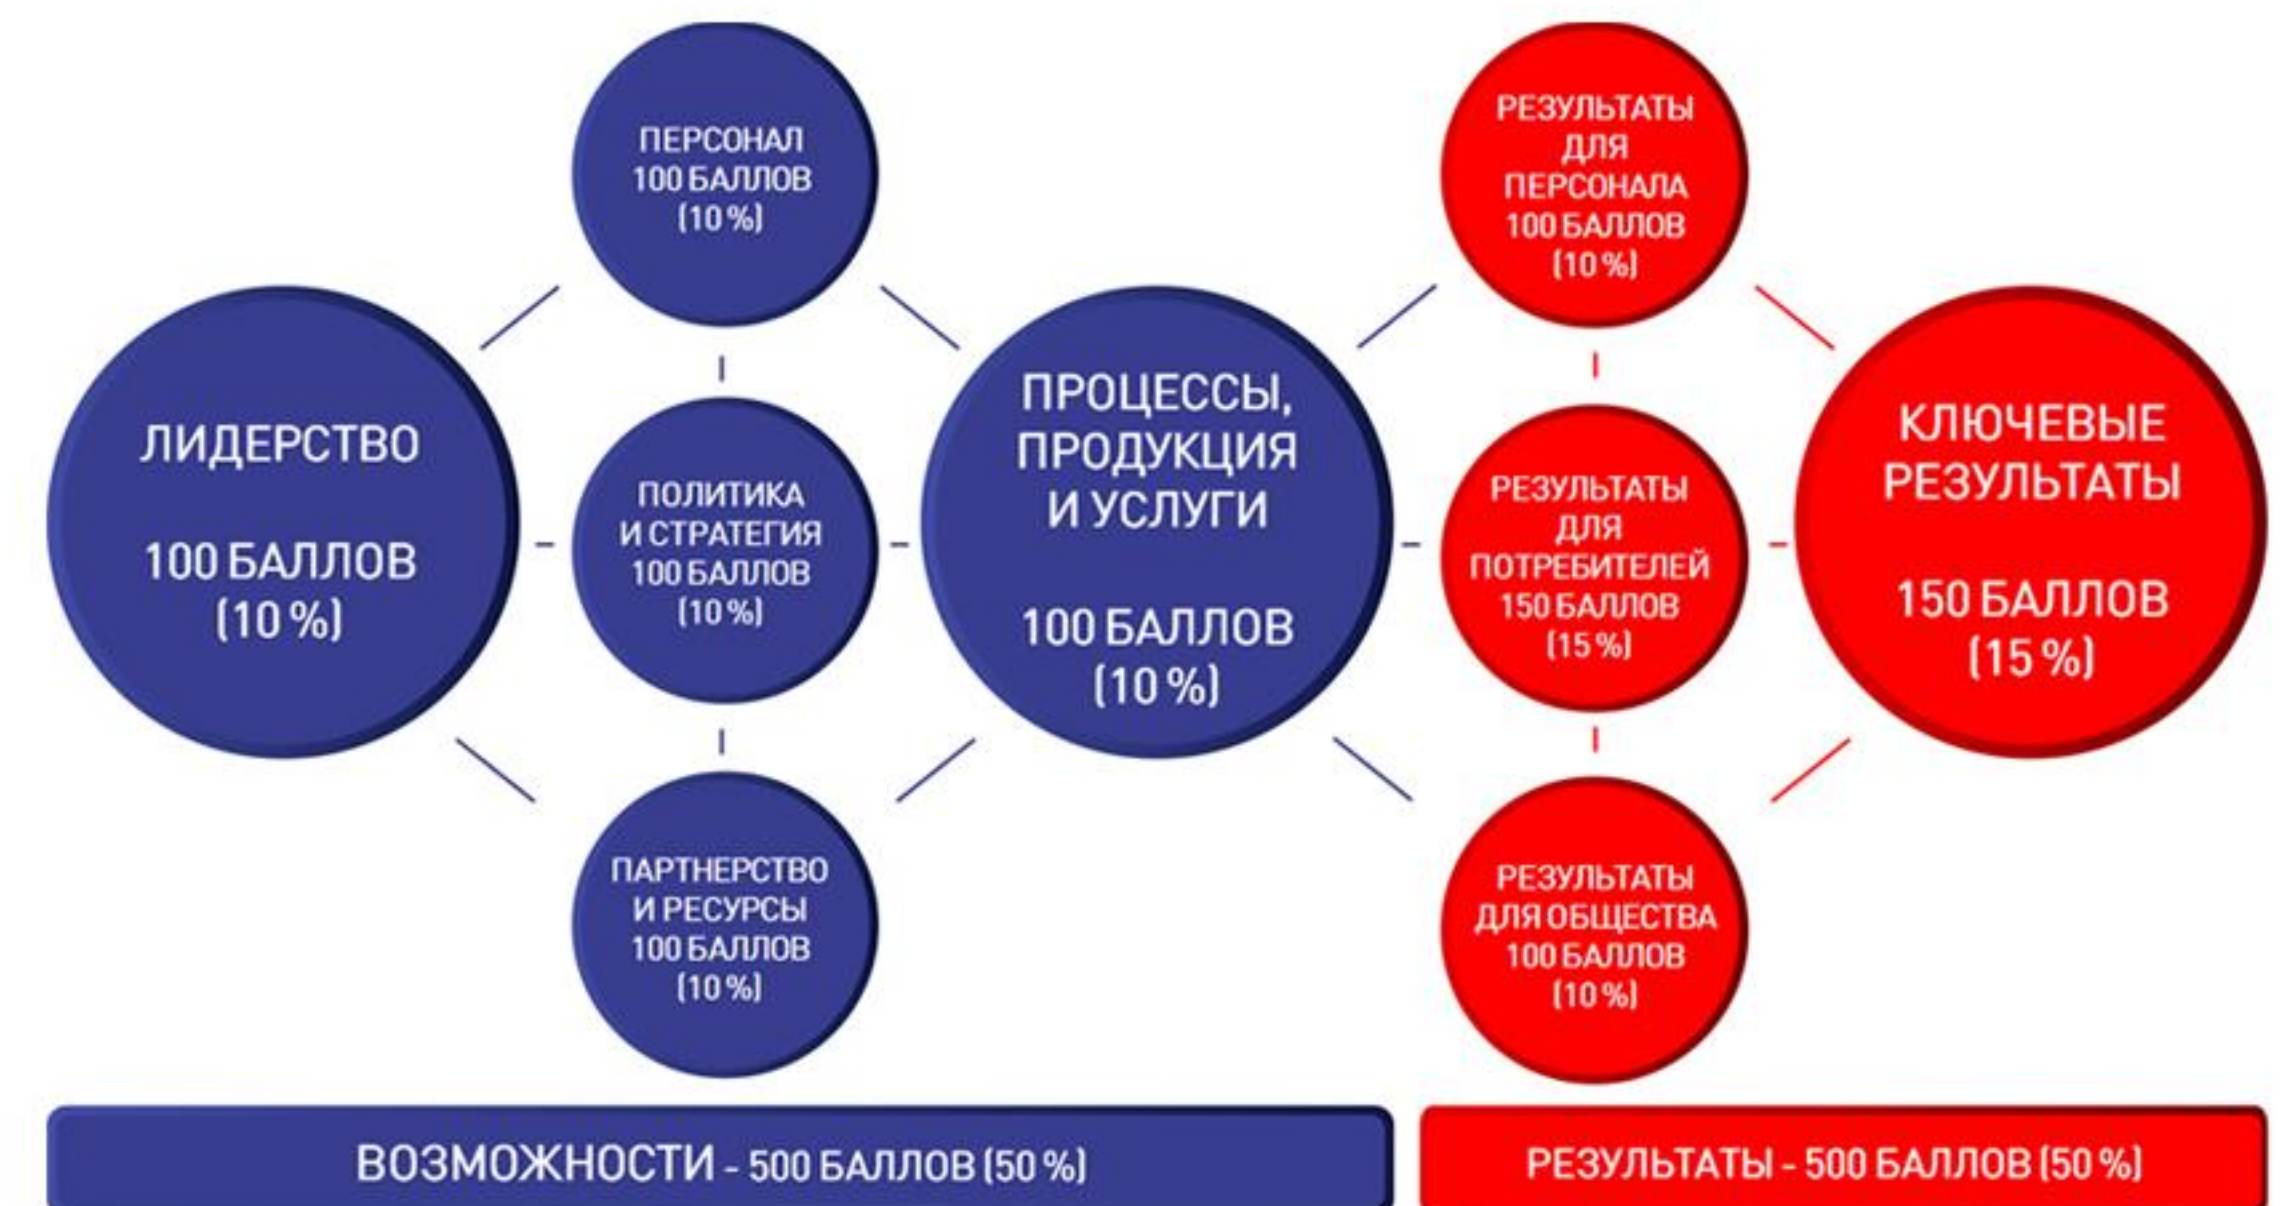 ПЕРСОНАЛ
100 БАЛЛОВ
(10 %)
РЕЗУЛЬТАТЫ
ДЛЯ
ПЕРСОНАЛА
100 БАЛЛОВ
(10 %)
ЛИДЕРСТВО
100 БАЛЛОВ
(10 %)
ПОЛИТИКА
И СТРАТЕГИЯ
100 БАЛЛОВ
(10 %)
ПРОЦЕССЫ,
ПРОДУКЦИЯ
И УСЛУГИ
100 БАЛЛОВ
(10 %)
РЕЗУЛЬТАТЫ
ДЛЯ
ПОТРЕБИТЕЛЕЙ
150 БАЛЛОВ
(15 %)
КЛЮЧЕВЫЕ
РЕЗУЛЬТАТЫ
150 БАЛЛОВ
(15 %)
ПАРТНЕРСТВО
И РЕСУРСЫ
100 БАЛЛОВ
(10 %)
РЕЗУЛЬТАТЫ
ДЛЯ ОБЩЕСТВА
100 БАЛЛОВ
(10 %)
ВОЗМОЖНОСТИ - 500 БАЛЛОВ (50 %)
РЕЗУЛЬТАТЫ - 500 БАЛЛОВ (50 %)